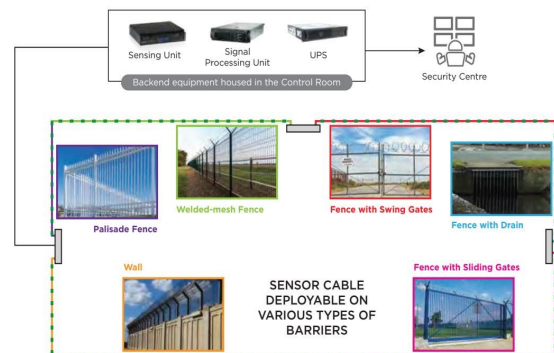 Sensing Unit
Signal
Processing Unit
UPS
Backend equipment housed in the Control Room
Security Centre
Palisade Fence
Welded-mesh Fence
Fence with Swing Gates
Fence with Drain
Wall
SENSOR CABLE
DEPLOYABLE ON
VARIOUS TYPES OF
BARRIERS
Fence with Sliding Gates